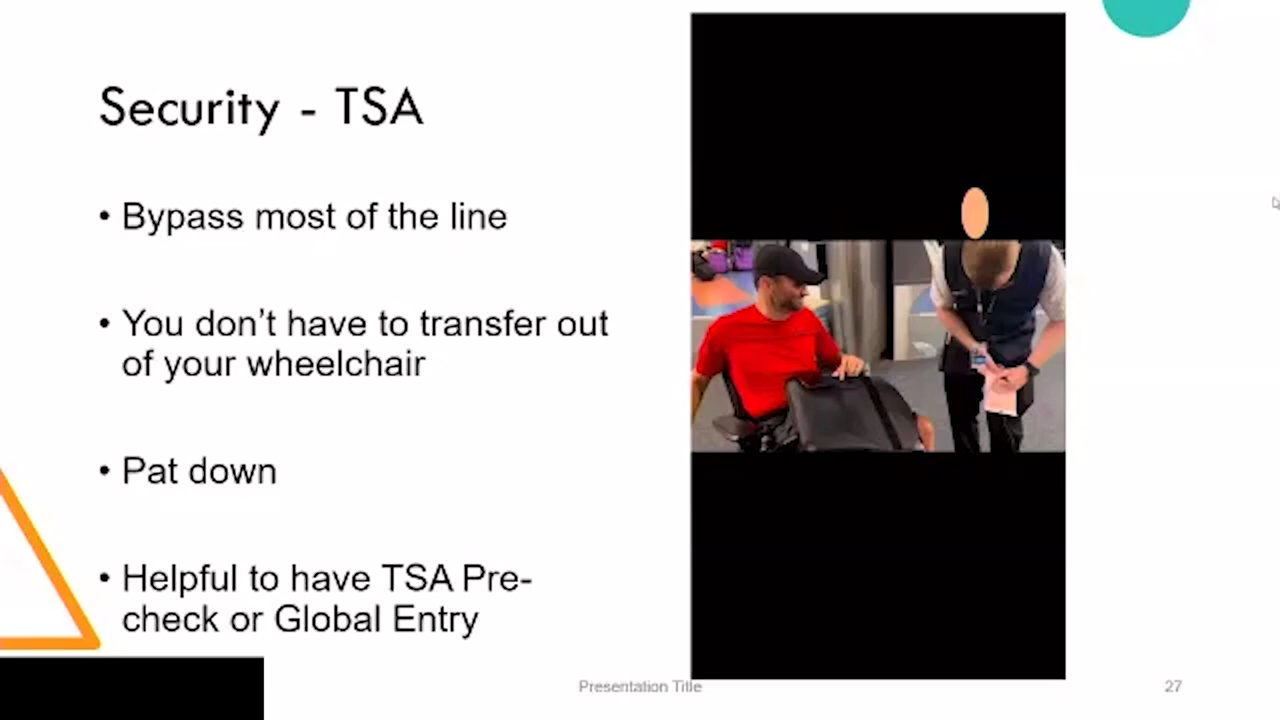 Security - TSA
• Bypass most of the line
• You don’t have to transfer out
of your wheelchair
• Pat down
• Helpful to have TSA Pre-
check or Global Entry
Presentation Title
27